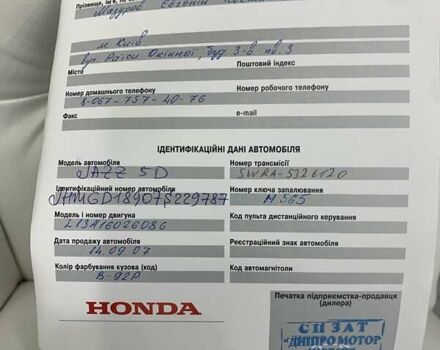 Прізвище, ім'я, по
Мазуров Євгеній
м. Київ
вул. Раїси Окіпної, буд. 3-в кв. 3
Місто Поштовий індекс
Номер домашнього телефону Номер робочого телефону
8-067-757-40-76
Факс e-mail
ІДЕНТИФІКАЦІЙНІ ДАНІ АВТОМОБІЛЯ
Модель автомобіля Номер трансмісії
JAZZ 5D SWRA-5326120
Ідентифікаційний номер автомобіля Номер ключа запалювання
JHMGD18907S229787 M365
Модель і номер двигуна Код пульта дистанційного керування
L13A16026086
Дата продажу автомобіля Реєстраційний знак автомобіля
14.09.07
Колір фарбування кузова (код) Код автомагнітоли
B-92P
HONDA
Печатка підприємства-продавця
(дилера)
СП ЗАТ
"ДНІПРО МОТОР